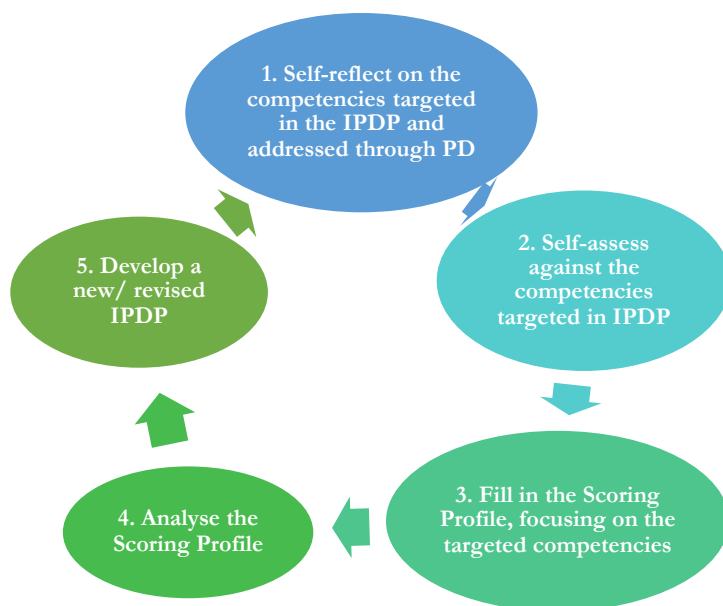 1. Self-reflect on the
competencies targeted
in the IPDP and
addressed through PD
2. Self-assess
against the
competencies
targeted in IPDP
3. Fill in the Scoring
Profile, focusing on the
targeted competencies
4. Analyse the
Scoring Profile
5. Develop a
new/ revised
IPDP